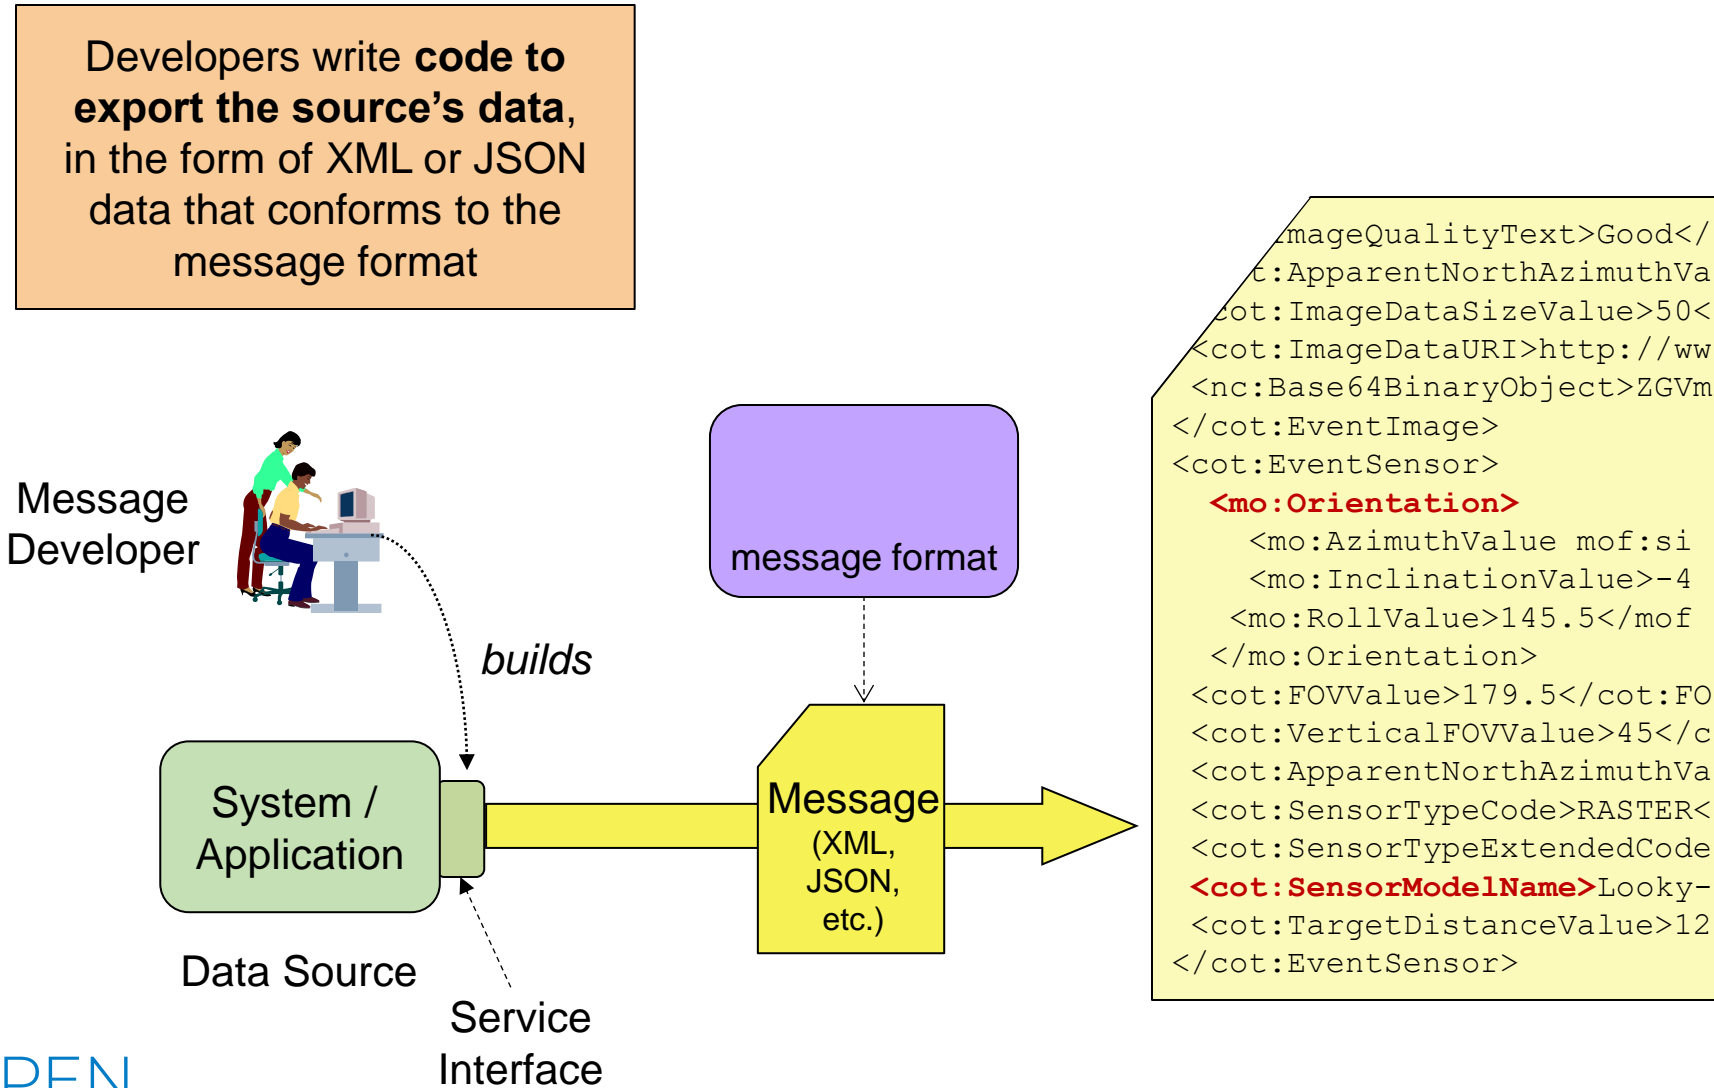 Developers write code to
export the source’s data,
in the form of XML or JSON
data that conforms to the
message format
Message
Developer
builds
message format
System /
Application
Data Source
Service
Interface
Message
(XML,
JSON,
etc.)
mageQualityText>Good</
t:ApparentNorthAzimuthVa
cot:ImageDataSizeValue>50<
<cot:ImageDataURI>http://ww
<nc:Base64BinaryObject>ZGVm
</cot:EventImage>
<cot:EventSensor>
<mo:Orientation>
<mo:AzimuthValue mof:si
<mo:InclinationValue>-4
<mo:RollValue>145.5</mof
</mo:Orientation>
<cot:FOVValue>179.5</cot:FO
<cot:VerticalFOVValue>45</c
<cot:ApparentNorthAzimuthVa
<cot:SensorTypeCode>RASTER<
<cot:SensorTypeExtendedCode
<cot:SensorModelName>Looky-
<cot:TargetDistanceValue>12
</cot:EventSensor>
PEN